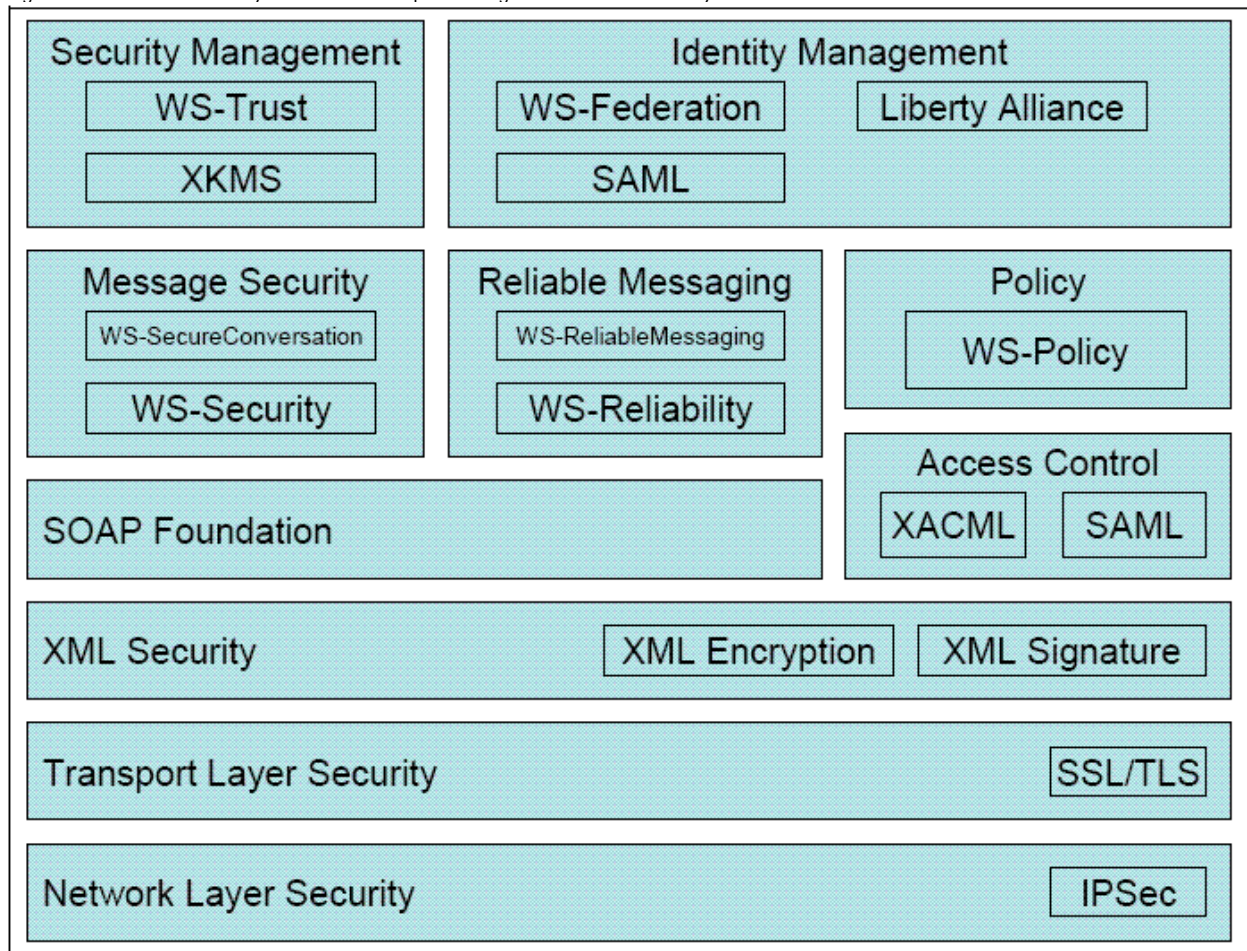 Security Management
WS-Trust
XKMS
Identity Management
WS-Federation
Liberty Alliance
SAML
Message Security
WS-SecureConversation
WS-Security
Reliable Messaging
WS-ReliableMessaging
WS-Reliability
Policy
WS-Policy
Access Control
XACML
SAML
SOAP Foundation
XML Security
XML Encryption
XML Signature
Transport Layer Security
SSL/TLS
Network Layer Security
IPSec